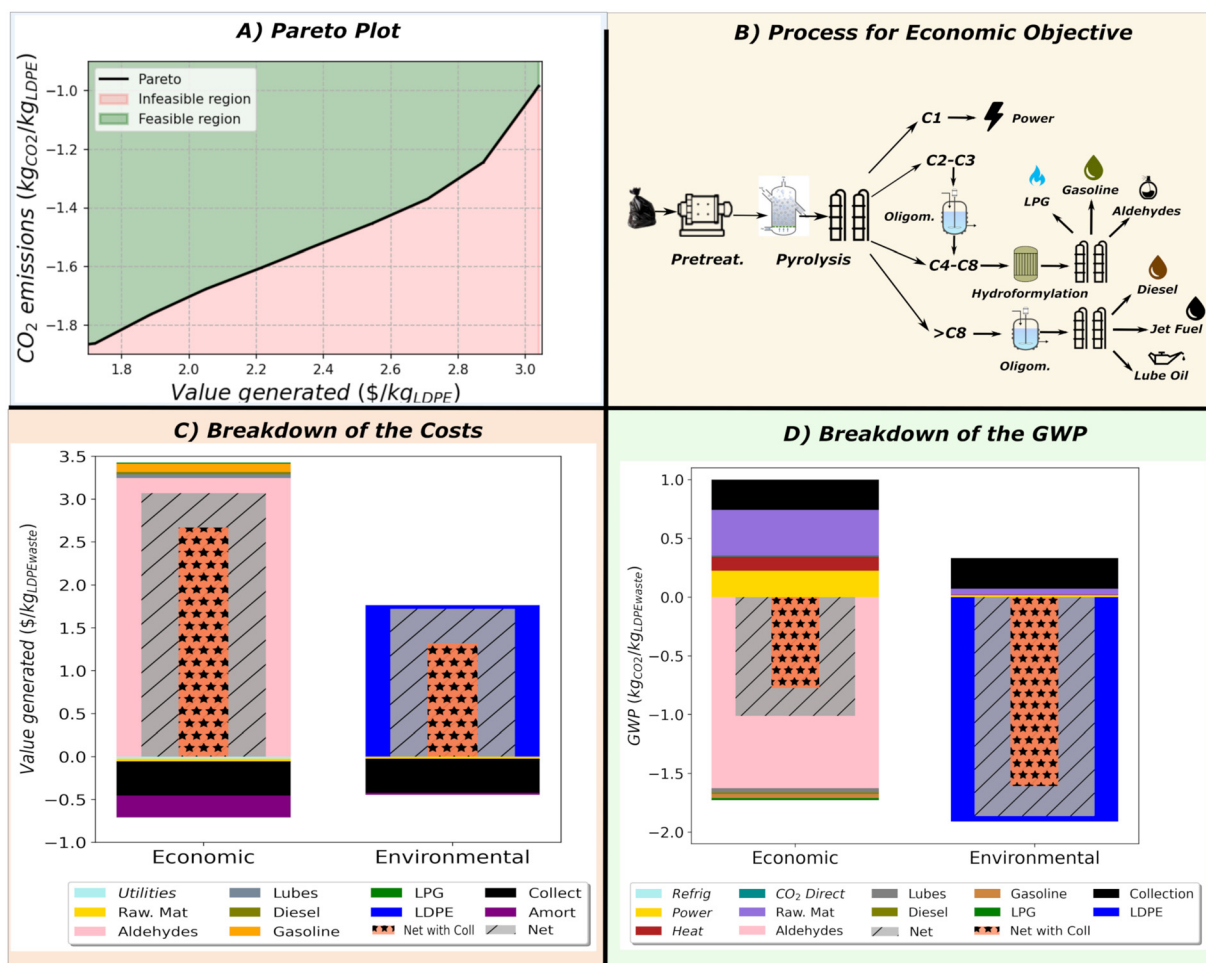 A) Pareto Plot
CO₂ emissions (kg_CO2/kg_LDPE)
−1.0
−1.2
−1.4
−1.6
−1.8
Pareto
Infeasible region
Feasible region
1.8 2.0 2.2 2.4 2.6 2.8 3.0
Value generated ($/kg_LDPE)
B) Process for Economic Objective
C1
Power
C2-C3
LPG
Gasoline
Aldehydes
Oligom.
Pretreat.
Pyrolysis
C4-C8
Hydroformylation
Diesel
>C8
Jet Fuel
Oligom.
Lube Oil
C) Breakdown of the Costs
Value generated ($/kg_LDPEwaste)
3.5
3.0
2.5
2.0
1.5
1.0
0.5
0.0
−0.5
−1.0
Economic Environmental
Utilities Lubes LPG Collect
Raw. Mat Diesel LDPE Amort
Aldehydes Gasoline Net with Coll Net
D) Breakdown of the GWP
GWP (kg_CO2/kg_LDPEwaste)
1.0
0.5
0.0
−0.5
−1.0
−1.5
−2.0
Economic Environmental
Refrig CO₂ Direct Lubes Gasoline Collection
Power Raw. Mat Diesel LPG LDPE
Heat Aldehydes Net Net with Coll